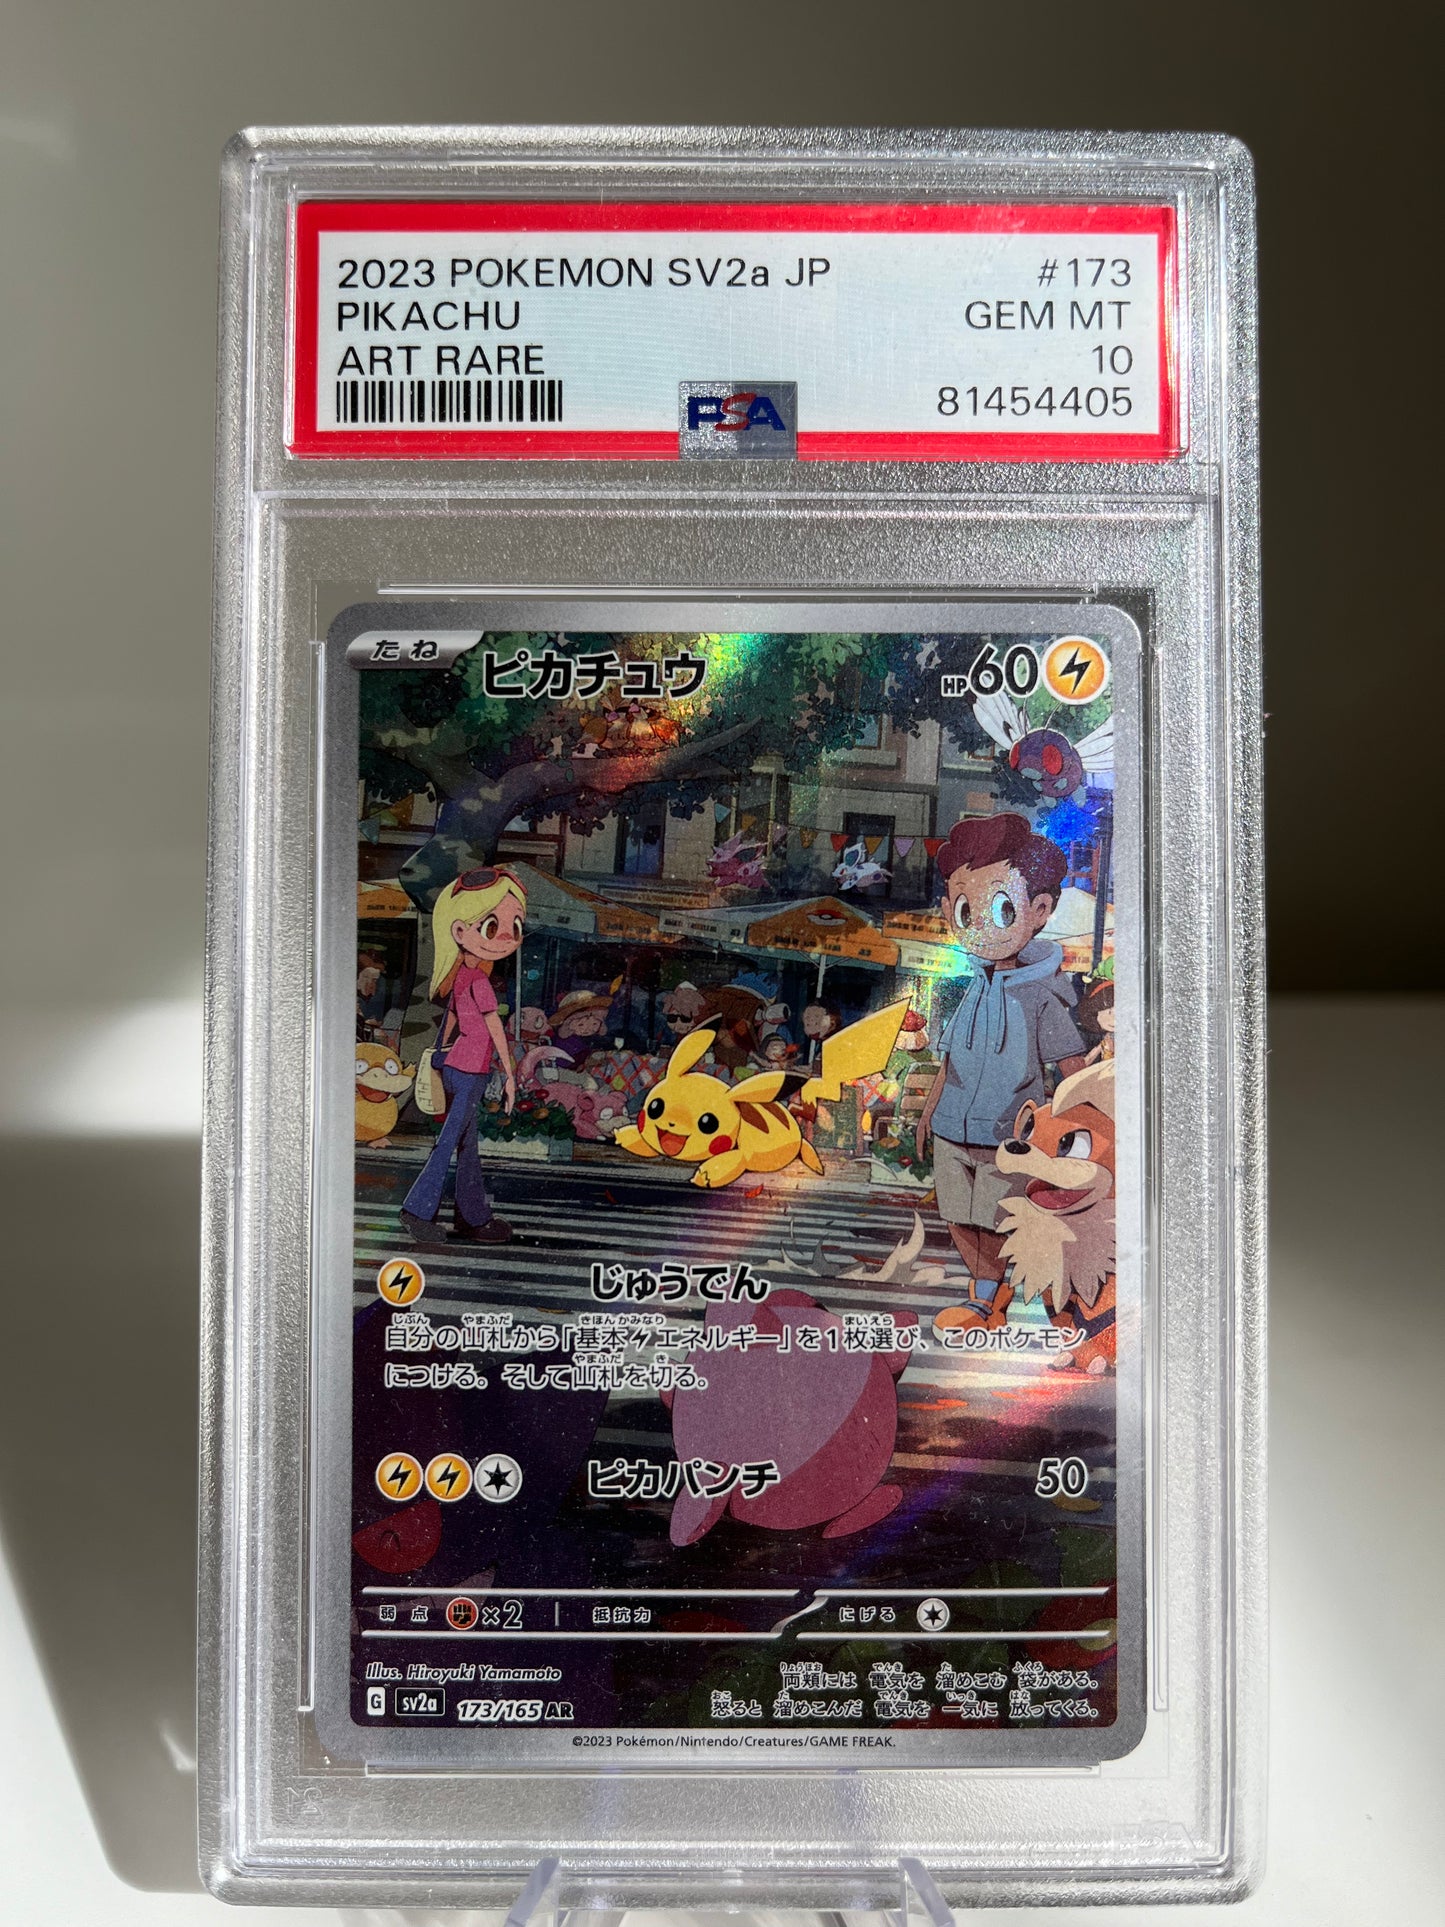 2023 POKEMON SV2a JP #173
PIKACHU GEM MT
ART RARE 10
PSA 81454405
たね ピカチュウ HP60
じゅうでん
自分の山札から「基本エネルギー」を1枚選び、このポケモン
につける。そして山札を切る。
ピカパンチ 50
弱点 ×2 抵抗力 にげる
Illus. Hiroyuki Yamamoto
両頬には 電気を 溜めこむ 袋がある。
怒ると 溜めこんだ 電気を 一気に 放ってくる。
G sv2a 173/165 AR
©2023 Pokémon/Nintendo/Creatures/GAME FREAK.